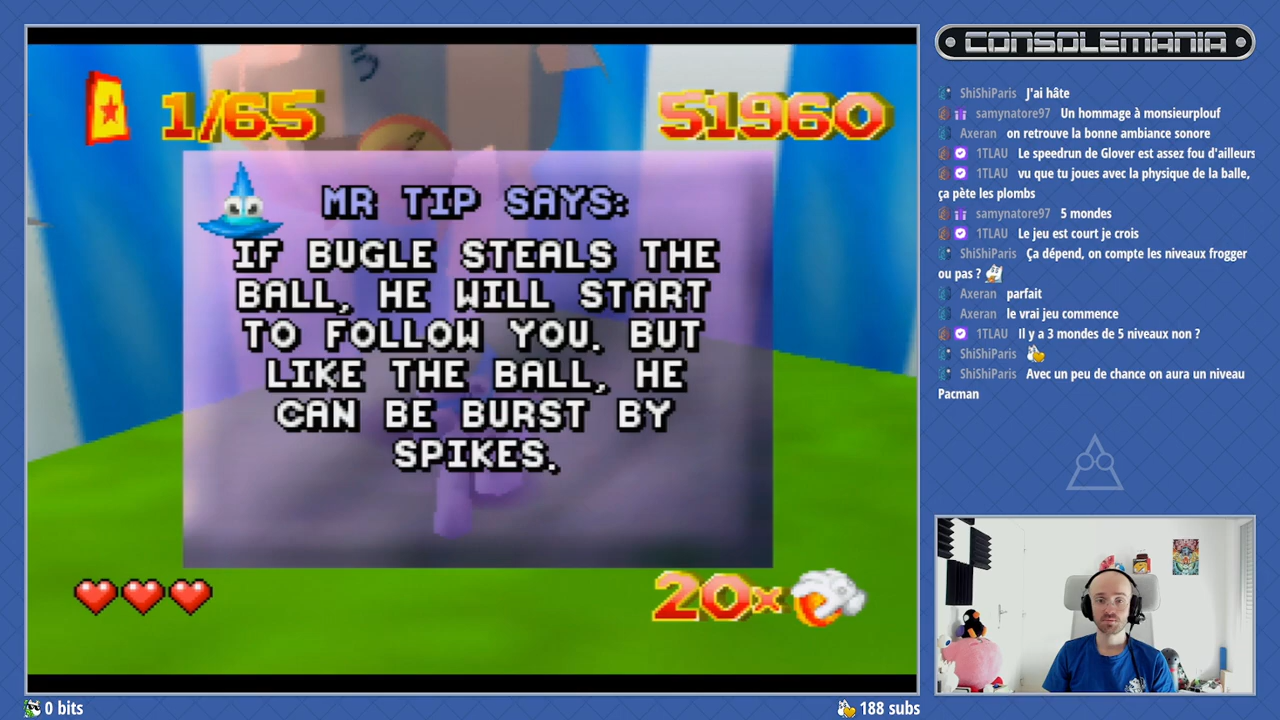 1/65
51960
MR TIP SAYS:
IF BUGLE STEALS THE
BALL, HE WILL START
TO FOLLOW YOU. BUT
LIKE THE BALL, HE
CAN BE BURST BY
SPIKES.
20x
0 bits
188 subs
CONSOLEMANIA
ShiShiParis J'ai hâte
samynatore97 Un hommage à monsieurplouf
Axeran on retrouve la bonne ambiance sonore
1TLAU Le speedrun de Glover est assez fou d'ailleurs
1TLAU vu que tu joues avec la physique de la balle,
ça pète les plombs
samynatore97 5 mondes
1TLAU Le jeu est court je crois
ShiShiParis Ça dépend, on compte les niveaux frogger
ou pas ?
Axeran parfait
Axeran le vrai jeu commence
1TLAU Il y a 3 mondes de 5 niveaux non ?
ShiShiParis
ShiShiParis Avec un peu de chance on aura un niveau
Pacman